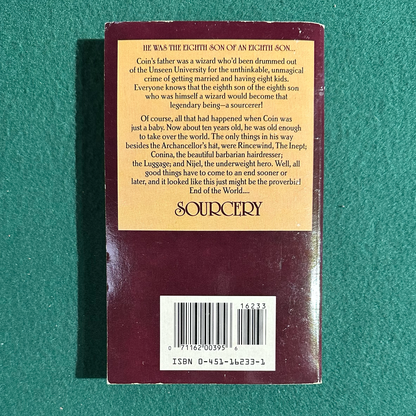 HE WAS THE EIGHTH SON OF AN EIGHTH SON...
Coin's father was a wizard who'd been drummed out
of the Unseen University for the unthinkable, unmagical
crime of getting married and having eight kids.
Everyone knows that the eighth son of the eighth son
who was himself a wizard would become that
legendary being—a sourcerer!
Of course, all that had happened when Coin was
just a baby. Now about ten years old, he was old enough
to take over the world. The only things in his way
besides the Archancellor's hat, were Rincewind, The Inept;
Conina, the beautiful barbarian hairdresser;
the Luggage; and Nijel, the underweight hero. Well, all
good things have to come to an end sooner or
later, and it looked like this just might be the proverbial
End of the World....
SOURCERY
16233
0 71162 00395 6
ISBN 0-451-16233-1